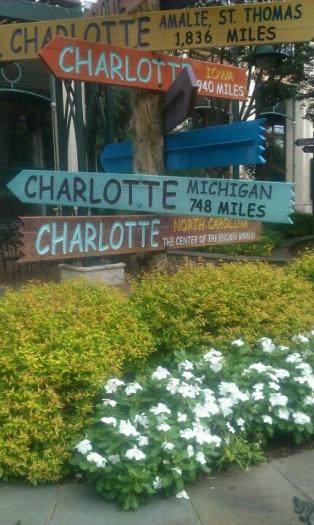 CHARLOTTE AMALIE, ST. THOMAS
1,836 MILES
CHARLOTTE IOWA
940 MILES
CHARLOTTE MICHIGAN
748 MILES
CHARLOTTE NORTH CAROLINA
THE CENTER OF THE KNOWN WORLD